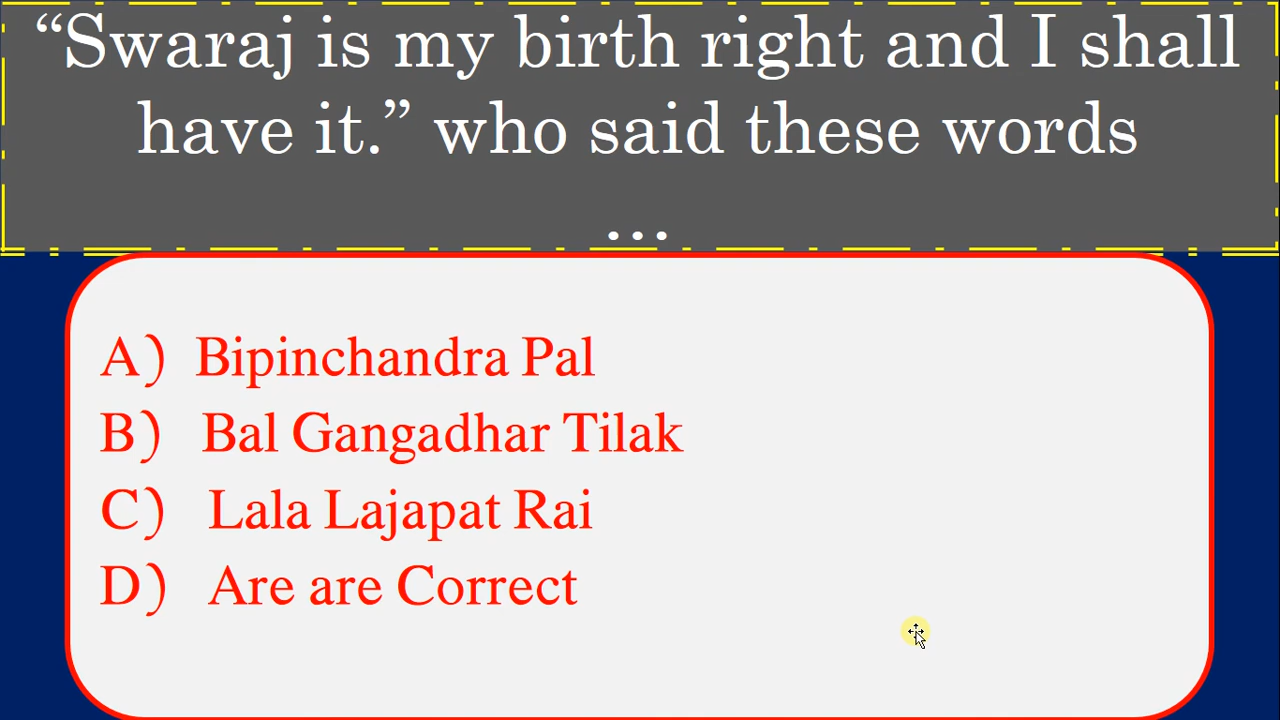 “Swaraj is my birth right and I shall
have it.” who said these words
...
A) Bipinchandra Pal
B) Bal Gangadhar Tilak
C) Lala Lajapat Rai
D) Are are Correct